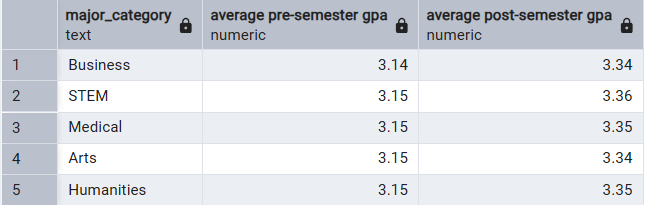 major_category average pre-semester gpa average post-semester gpa
text numeric numeric
1 Business 3.14 3.34
2 STEM 3.15 3.36
3 Medical 3.15 3.35
4 Arts 3.15 3.34
5 Humanities 3.15 3.35